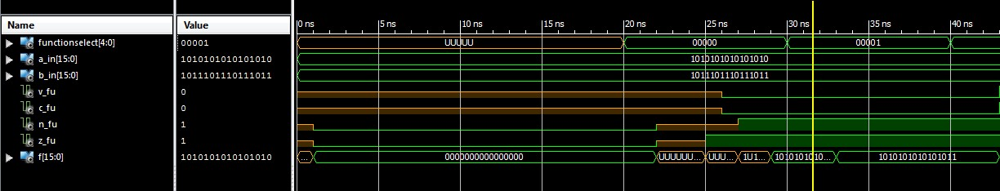 Name Value 0 ns 10 ns 15 ns 20 ns 25 ns 30 ns 35 ns 40 ns
functionselect[4:0] 00001 UUUUU 00000 00001
a_in[15:0] 1010101010101010 1010101010101010
b_in[15:0] 1011101110111011 1011101110111011
v_fu 0
c_fu 0
n_fu 1
z_fu 1
f[15:0] 1010101010101010 ... 0000000000000000 UUUUUU... UUU... 1U1... 1010101010... 1010101010101011